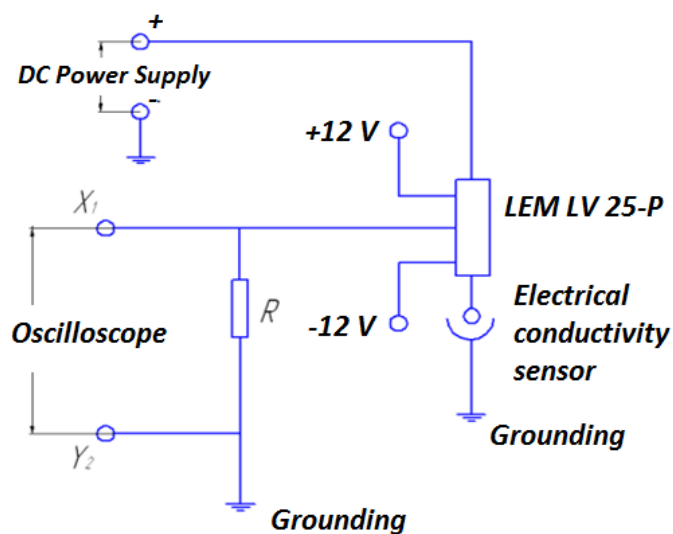 +
DC Power Supply
-
+12 V
LEM LV 25-P
X₁
R
Oscilloscope
-12 V
Electrical
conductivity
sensor
Y₂
Grounding
Grounding